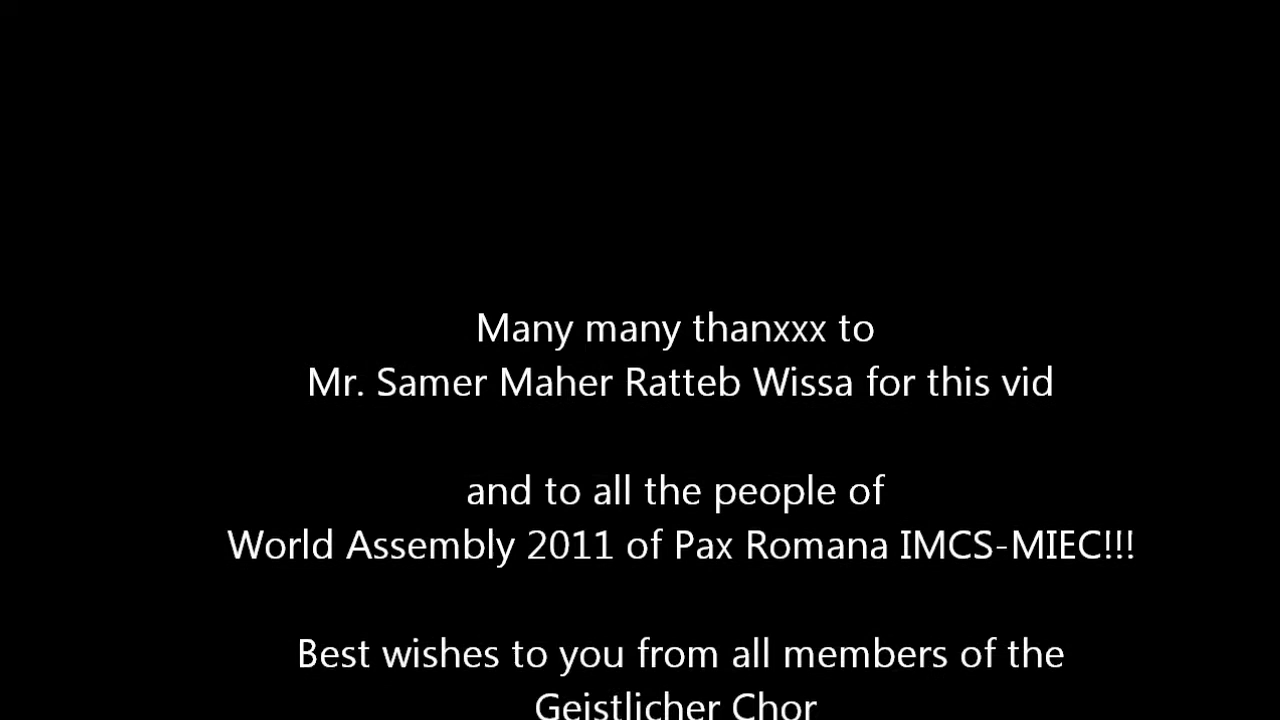 Many many thanxxx to
Mr. Samer Maher Ratteb Wissa for this vid
and to all the people of
World Assembly 2011 of Pax Romana IMCS-MIEC!!!
Best wishes to you from all members of the
Geistlicher Chor